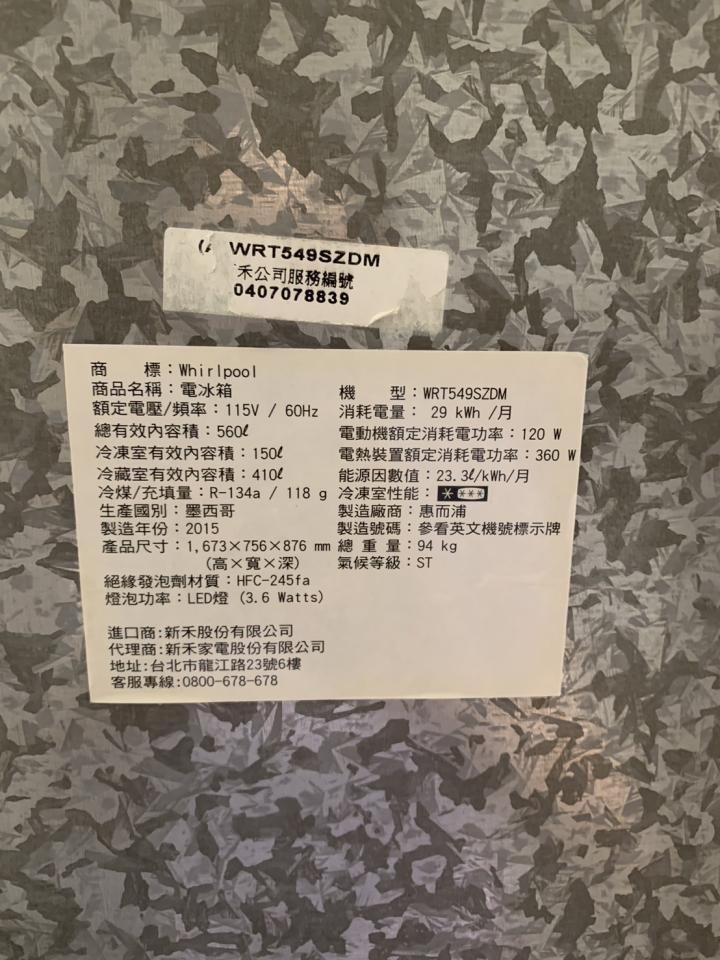 WRT549SZDM
禾公司服務編號
0407078839
商 標：Whirlpool
商品名稱：電冰箱
額定電壓/頻率：115V / 60Hz
總有效內容積：560ℓ
冷凍室有效內容積：150ℓ
冷藏室有效內容積：410ℓ
冷煤/充填量：R-134a / 118 g
生產國別：墨西哥
製造年份：2015
產品尺寸：1,673×756×876 mm
（高×寬×深）
絕緣發泡劑材質：HFC-245fa
燈泡功率：LED燈 (3.6 Watts)
機 型：WRT549SZDM
消耗電量： 29 kWh /月
電動機額定消耗電功率：120 W
電熱裝置額定消耗電功率：360 W
能源因數值：23.3ℓ/kWh/月
冷凍室性能：* ***
製造廠商：惠而浦
製造號碼：參看英文機號標示牌
總 重 量：94 kg
氣候等級：ST
進口商:新禾股份有限公司
代理商:新禾家電股份有限公司
地址:台北市龍江路23號6樓
客服專線:0800-678-678